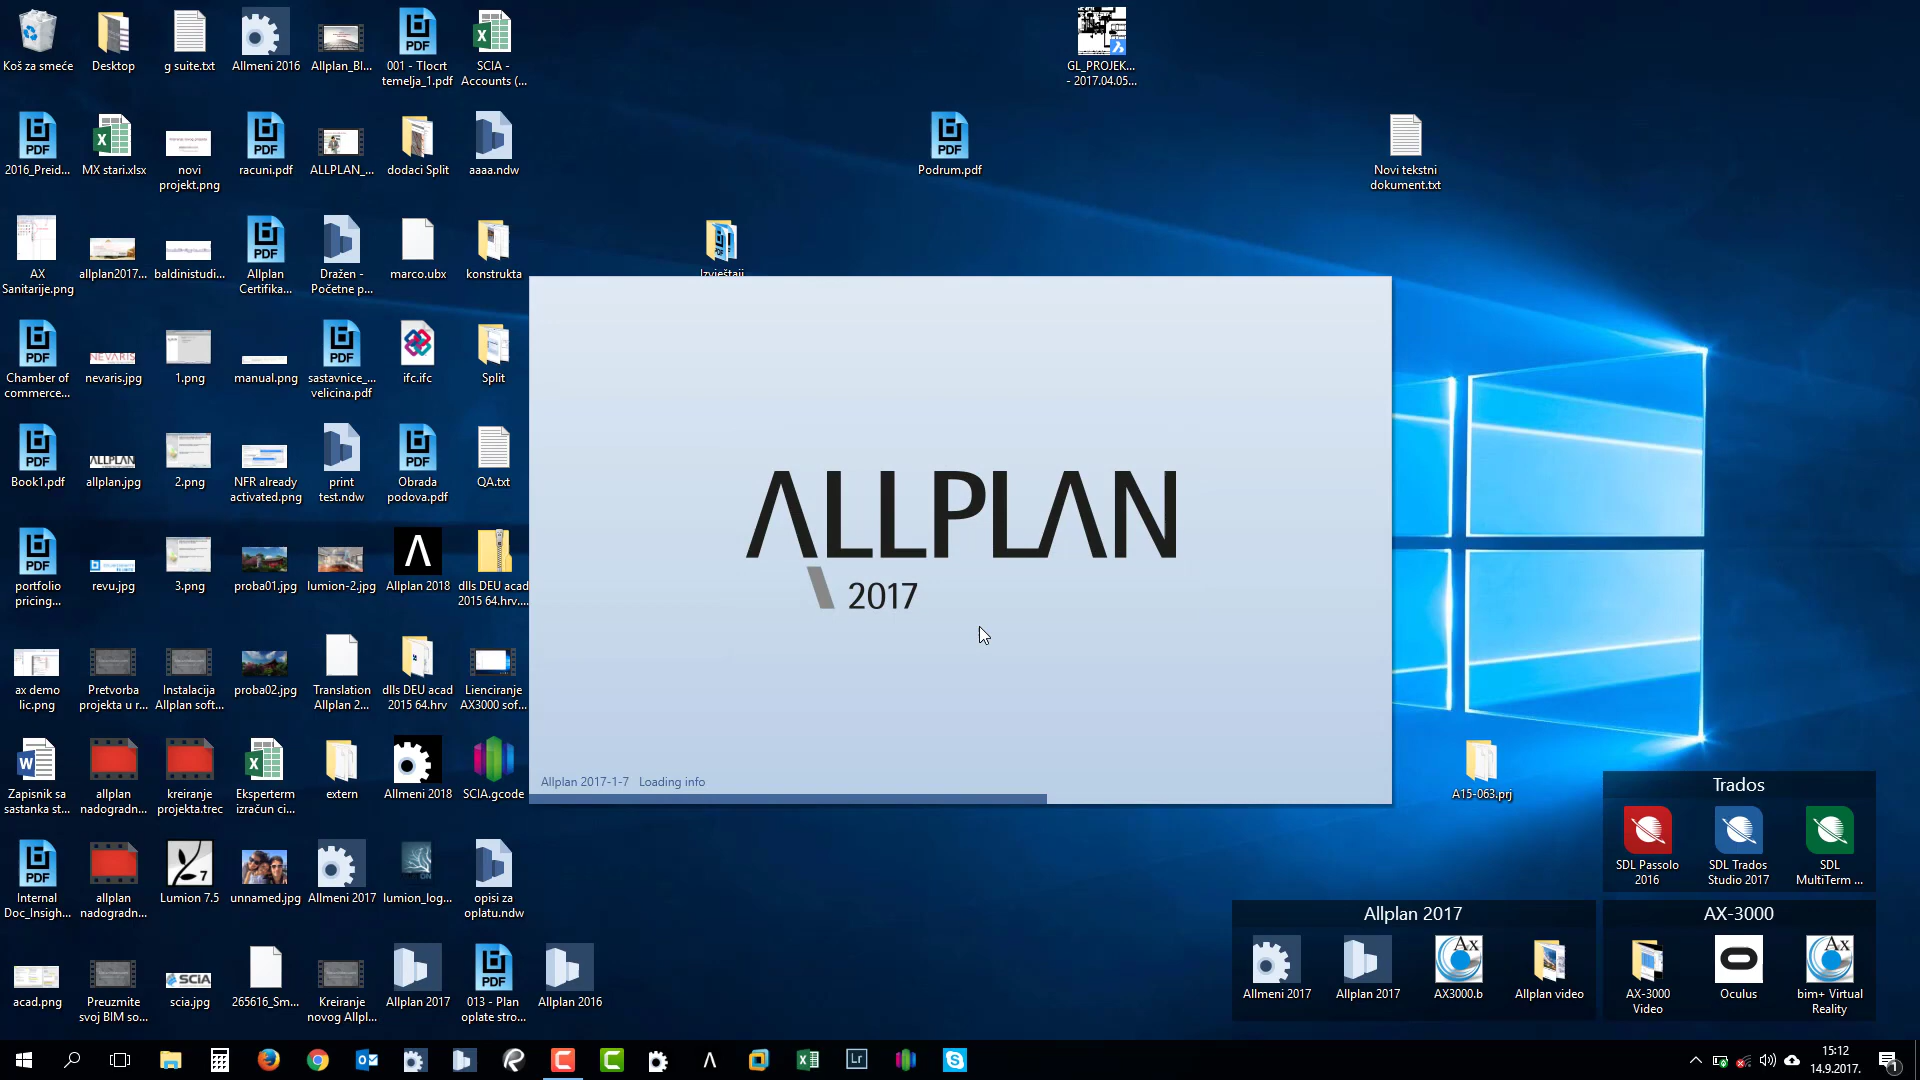 Koš za smeće
Desktop
g suite.txt
Allmeni 2016
Allplan_BI...
001 - Tlocrt
temelja_1.pdf
SCIA -
Accounts (...
GL_PROJEK...
- 2017.04.05...
2016_Preid...
MX stari.xlsx
novi
projekt.png
racuni.pdf
ALLPLAN_...
dodaci Split
aaaa.ndw
Podrum.pdf
Novi tekstni
dokument.txt
AX
Sanitarije.png
allplan2017...
baldinistudi...
Allplan
Certifika...
Dražen -
Početne p...
marco.ubx
konstrukta
Izvještaji
Chamber of
commerce...
nevaris.jpg
1.png
manual.png
sastavnice_...
velicina.pdf
ifc.ifc
Split
Book1.pdf
allplan.jpg
2.png
NFR already
activated.png
print
test.ndw
Obrada
podova.pdf
QA.txt
portfolio
pricing...
revu.jpg
3.png
proba01.jpg
lumion-2.jpg
Allplan 2018
dlls DEU acad
2015 64.hrv....
ALLPLAN
2017
ax demo
lic.png
Pretvorba
projekta u r...
Instalacija
Allplan soft...
proba02.jpg
Translation
Allplan 2...
dlls DEU acad
2015 64.hrv
Lienciranje
AX3000 sof...
Zapisnik sa
sastanka st...
allplan
nadogradn...
kreiranje
projekta.trec
Eksperterm
izračun ci...
extern
Allmeni 2018
SCIA.gcode
Allplan 2017-1-7 Loading info
A15-063.prj
Internal
Doc_Insigh...
allplan
nadogradn...
Lumion 7.5
unnamed.jpg
Allmeni 2017
lumion_log...
opisi za
oplatu.ndw
Trados
SDL Passolo
2016
SDL Trados
Studio 2017
SDL
MultiTerm ...
acad.png
Preuzmite
svoj BIM so...
scia.jpg
265616_Sm...
Kreiranje
novog Allpl...
Allplan 2017
013 - Plan
oplate stro...
Allplan 2016
Allplan 2017
Allmeni 2017
Allplan 2017
AX3000.b
Allplan video
AX-3000
AX-3000
Video
Oculus
bim+ Virtual
Reality
15:12
14.9.2017.
1